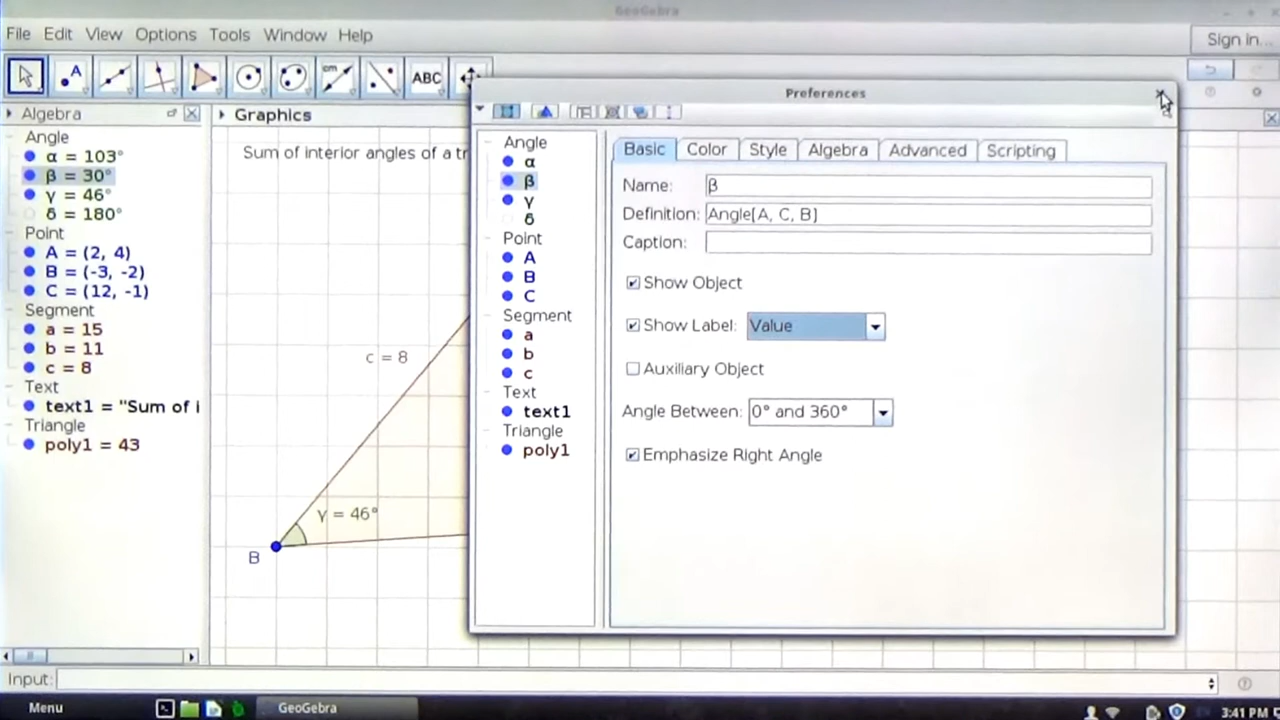 GeoGebra
File Edit View Options Tools Window Help
Sign in...
A
cm
ABC
Preferences
Algebra
Graphics
Angle
α = 103°
β = 30°
γ = 46°
δ = 180°
Point
A = (2, 4)
B = (-3, -2)
C = (12, -1)
Segment
a = 15
b = 11
c = 8
Text
text1 = "Sum of i
Triangle
poly1 = 43
Sum of interior angles of a tr
c = 8
γ = 46°
B
Angle
α
β
γ
δ
Point
A
B
C
Segment
a
b
c
Text
text1
Triangle
poly1
Basic Color Style Algebra Advanced Scripting
Name: β
Definition: Angle[A, C, B]
Caption:
Show Object
Show Label: Value
Auxiliary Object
Angle Between: 0° and 360°
Emphasize Right Angle
Input:
Menu
GeoGebra
3:41 PM